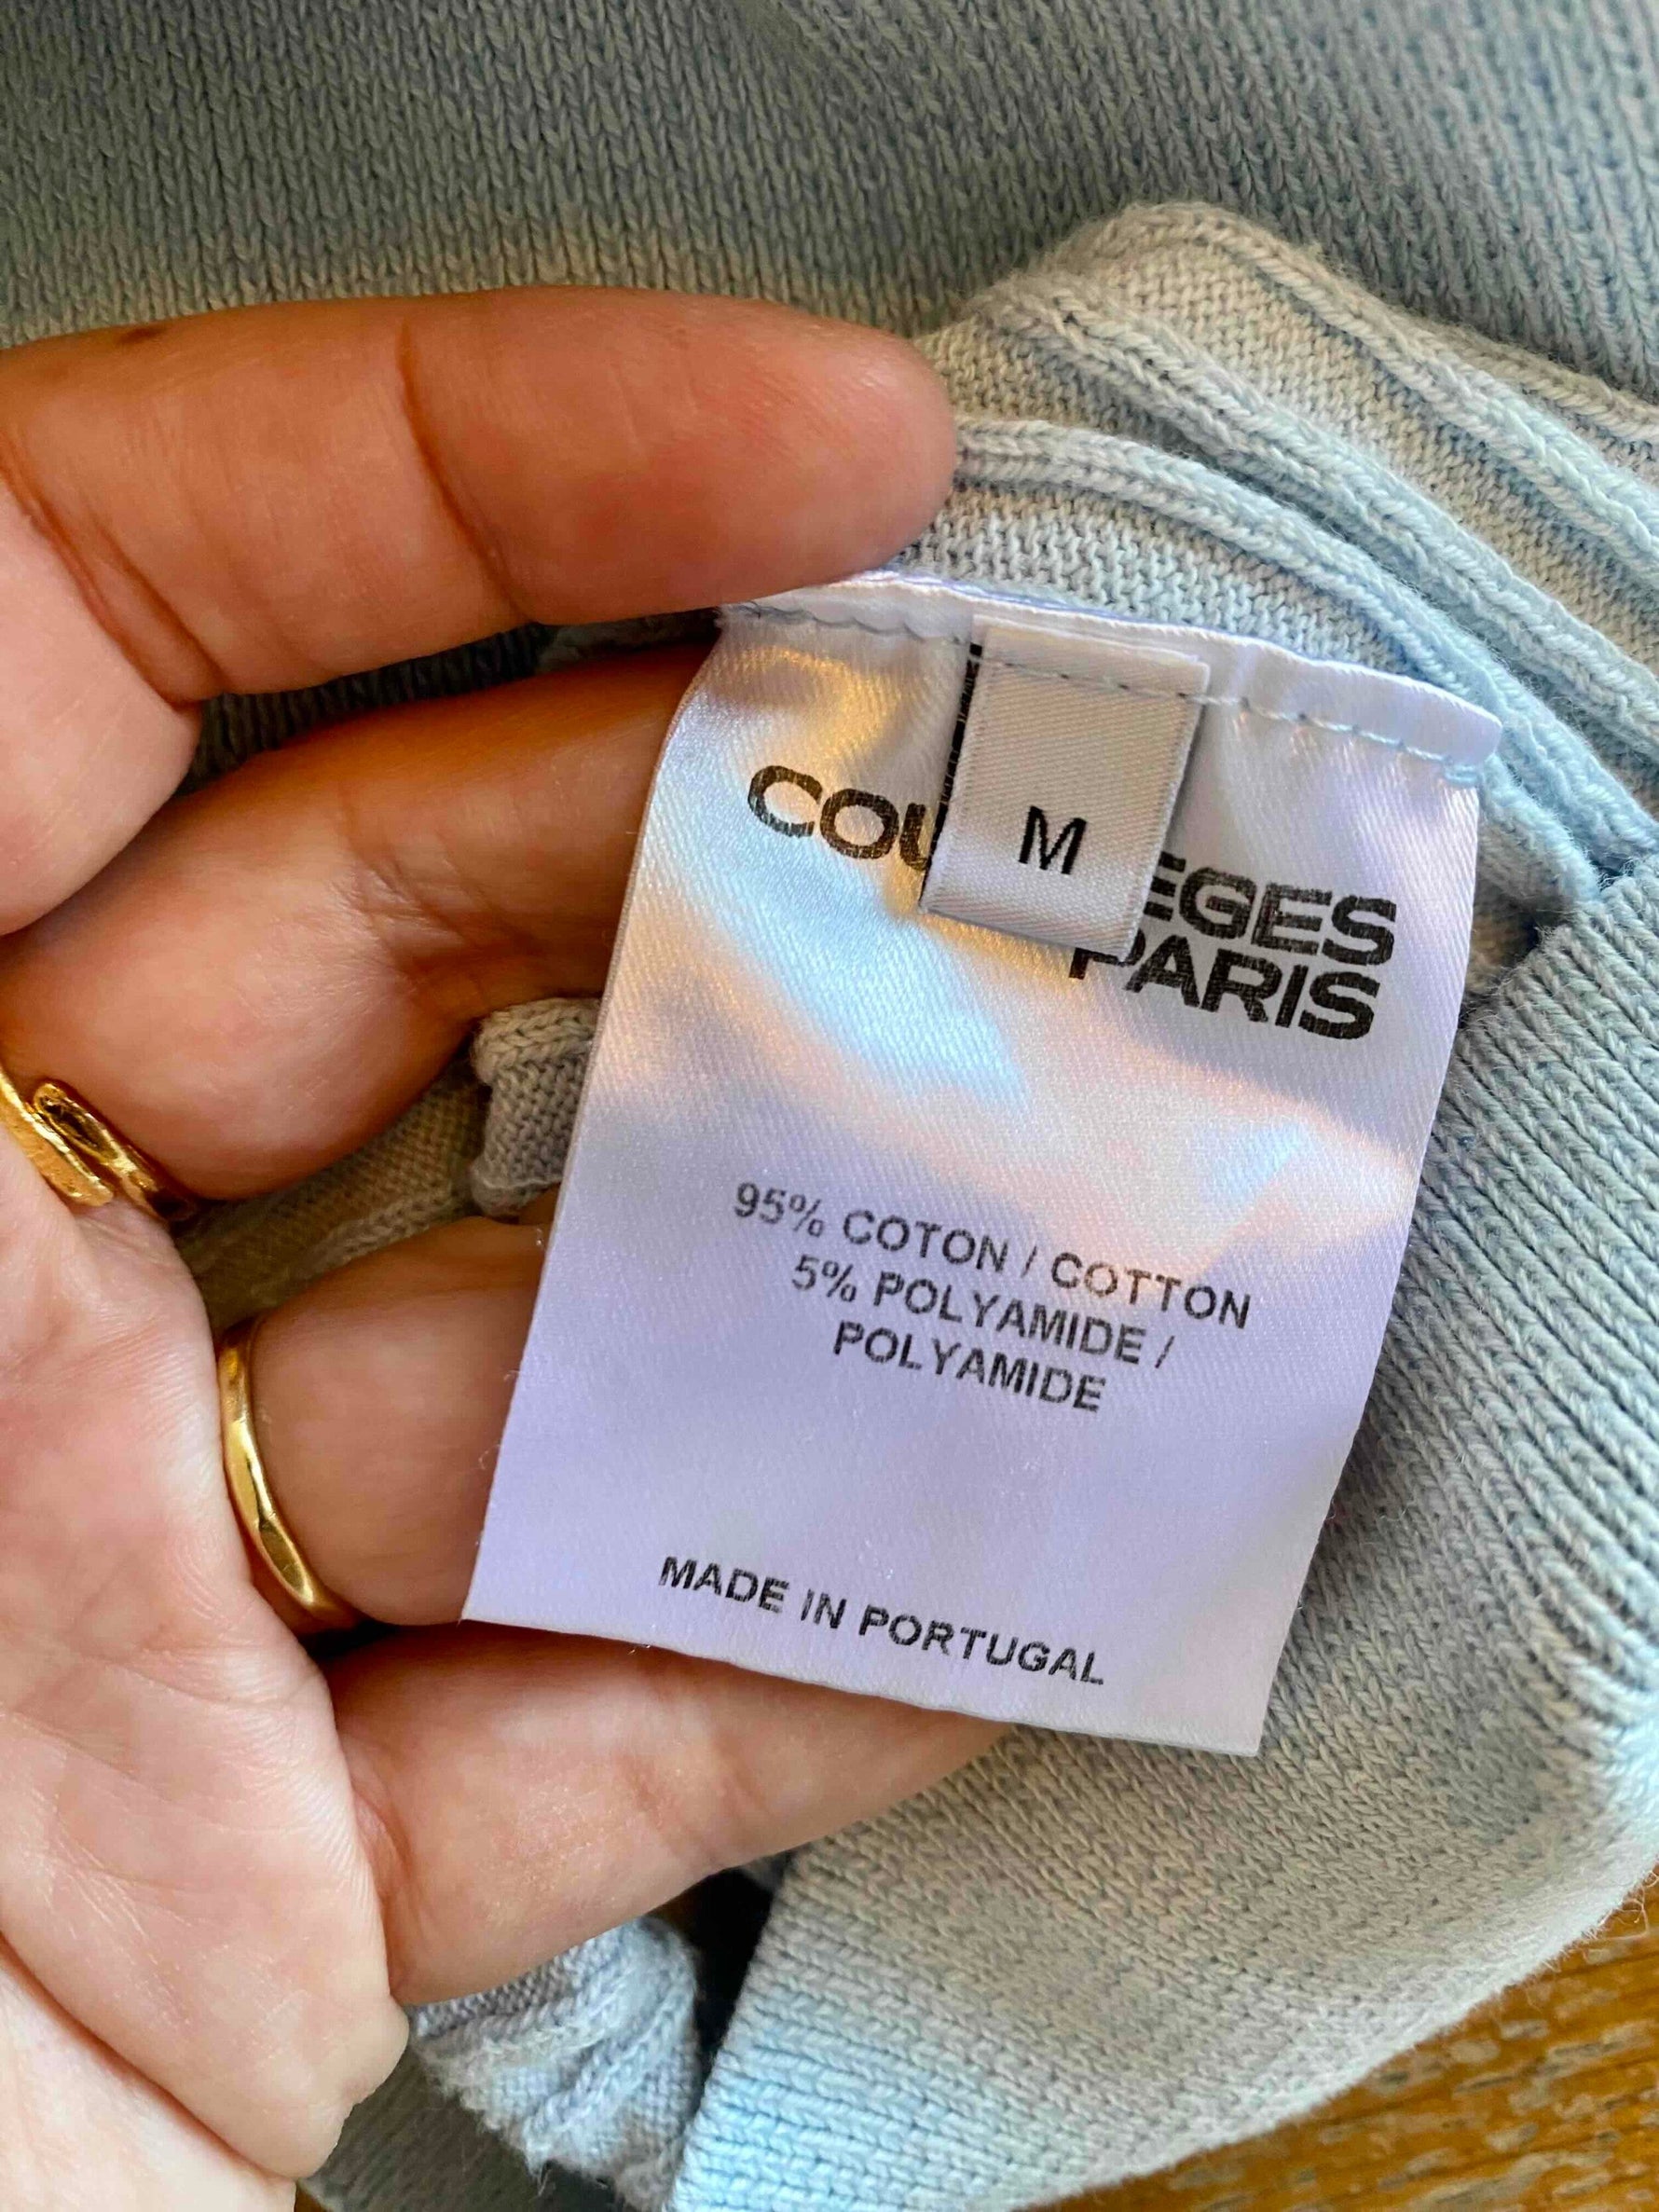 M
COU EGES
PARIS
95% COTON / COTTON
5% POLYAMIDE /
POLYAMIDE
MADE IN PORTUGAL